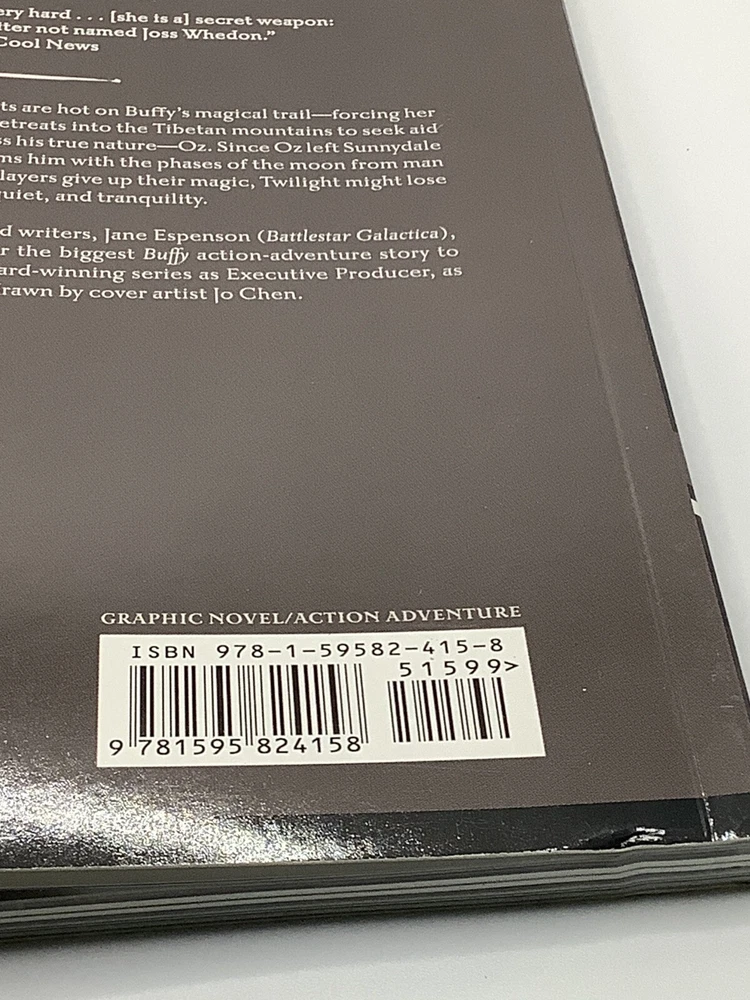 ery hard . . . [she is a] secret weapon:
ter not named Joss Whedon.”
Cool News
ts are hot on Buffy’s magical trail—forcing her
etreats into the Tibetan mountains to seek aid
s his true nature—Oz. Since Oz left Sunnydale
ms him with the phases of the moon from man
layers give up their magic, Twilight might lose
uiet, and tranquility.
d writers, Jane Espenson (Battlestar Galactica),
r the biggest Buffy action-adventure story to
ard-winning series as Executive Producer, as
rawn by cover artist Jo Chen.
GRAPHIC NOVEL/ACTION ADVENTURE
ISBN 978-1-59582-415-8
51599>
9 781595 824158